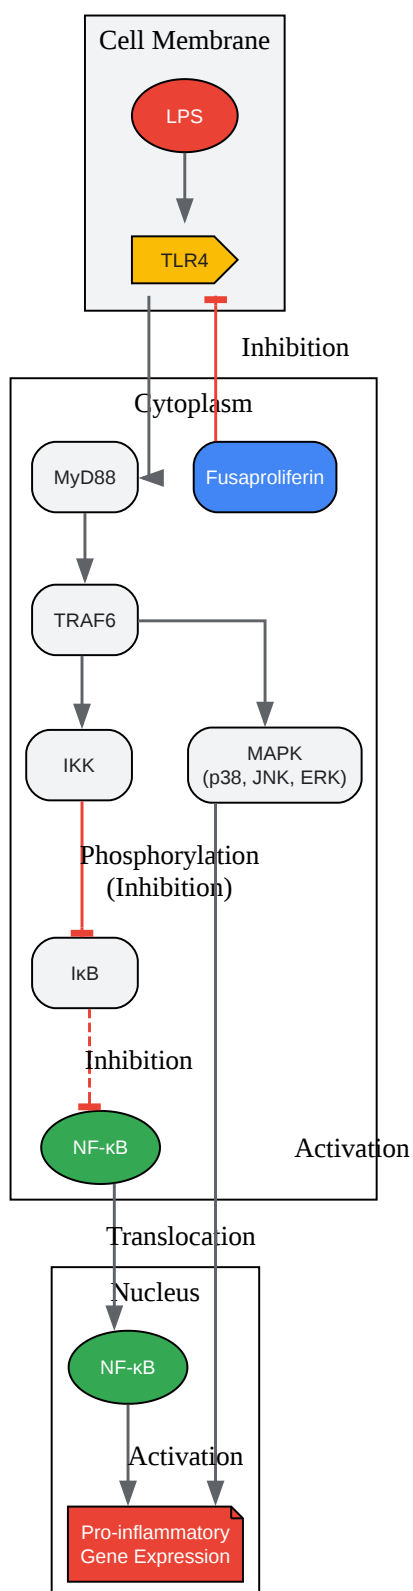 Cell Membrane
LPS
TLR4
Inhibition
Cytoplasm
MyD88
Fusaproliferin
TRAF6
IKK
MAPK
(p38, JNK, ERK)
Phosphorylation
(Inhibition)
IκB
Inhibition
NF-κB
Activation
Translocation
Nucleus
NF-κB
Activation
Pro-inflammatory
Gene Expression